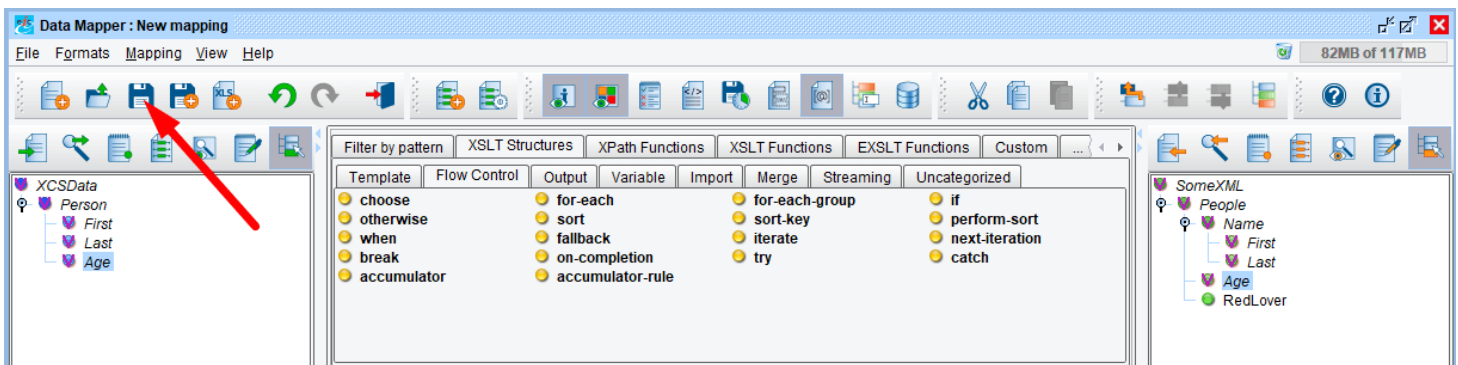 Data Mapper : New mapping
File Formats Mapping View Help
82MB of 117MB
XLS
Filter by pattern XSLT Structures XPath Functions XSLT Functions EXSLT Functions Custom ...
Template Flow Control Output Variable Import Merge Streaming Uncategorized
choose for-each for-each-group if
otherwise sort sort-key perform-sort
when fallback iterate next-iteration
break on-completion try catch
accumulator accumulator-rule
XCSData
Person
First
Last
Age
SomeXML
People
Name
First
Last
Age
RedLover